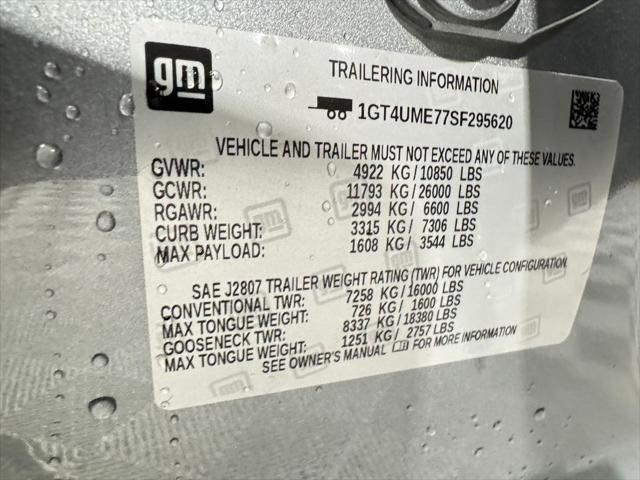 gm
TRAILERING INFORMATION
1GT4UME77SF295620
VEHICLE AND TRAILER MUST NOT EXCEED ANY OF THESE VALUES.
GVWR: 4922 KG/10850 LBS
GCWR: 11793 KG/26000 LBS
RGAWR: 2994 KG/ 6600 LBS
CURB WEIGHT: 3315 KG/ 7306 LBS
MAX PAYLOAD: 1608 KG/ 3544 LBS
SAE J2807 TRAILER WEIGHT RATING (TWR) FOR VEHICLE CONFIGURATION.
CONVENTIONAL TWR: 7258 KG/16000 LBS
MAX TONGUE WEIGHT: 726 KG/ 1600 LBS
GOOSENECK TWR: 8337 KG/18380 LBS
MAX TONGUE WEIGHT: 1251 KG/ 2757 LBS
SEE OWNER'S MANUAL FOR MORE INFORMATION